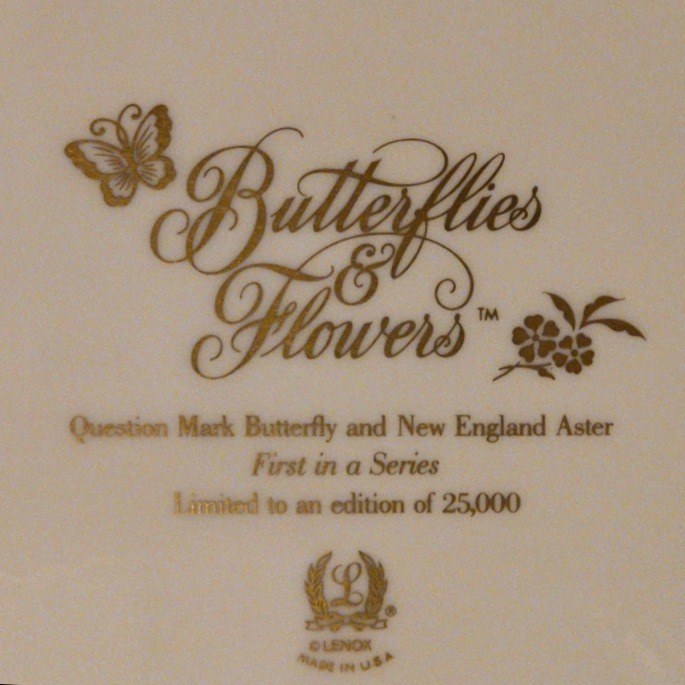 Butterflies
&
Flowers™
Question Mark Butterfly and New England Aster
First in a Series
Limited to an edition of 25,000
L
®
© LENOX
MADE IN U.S.A